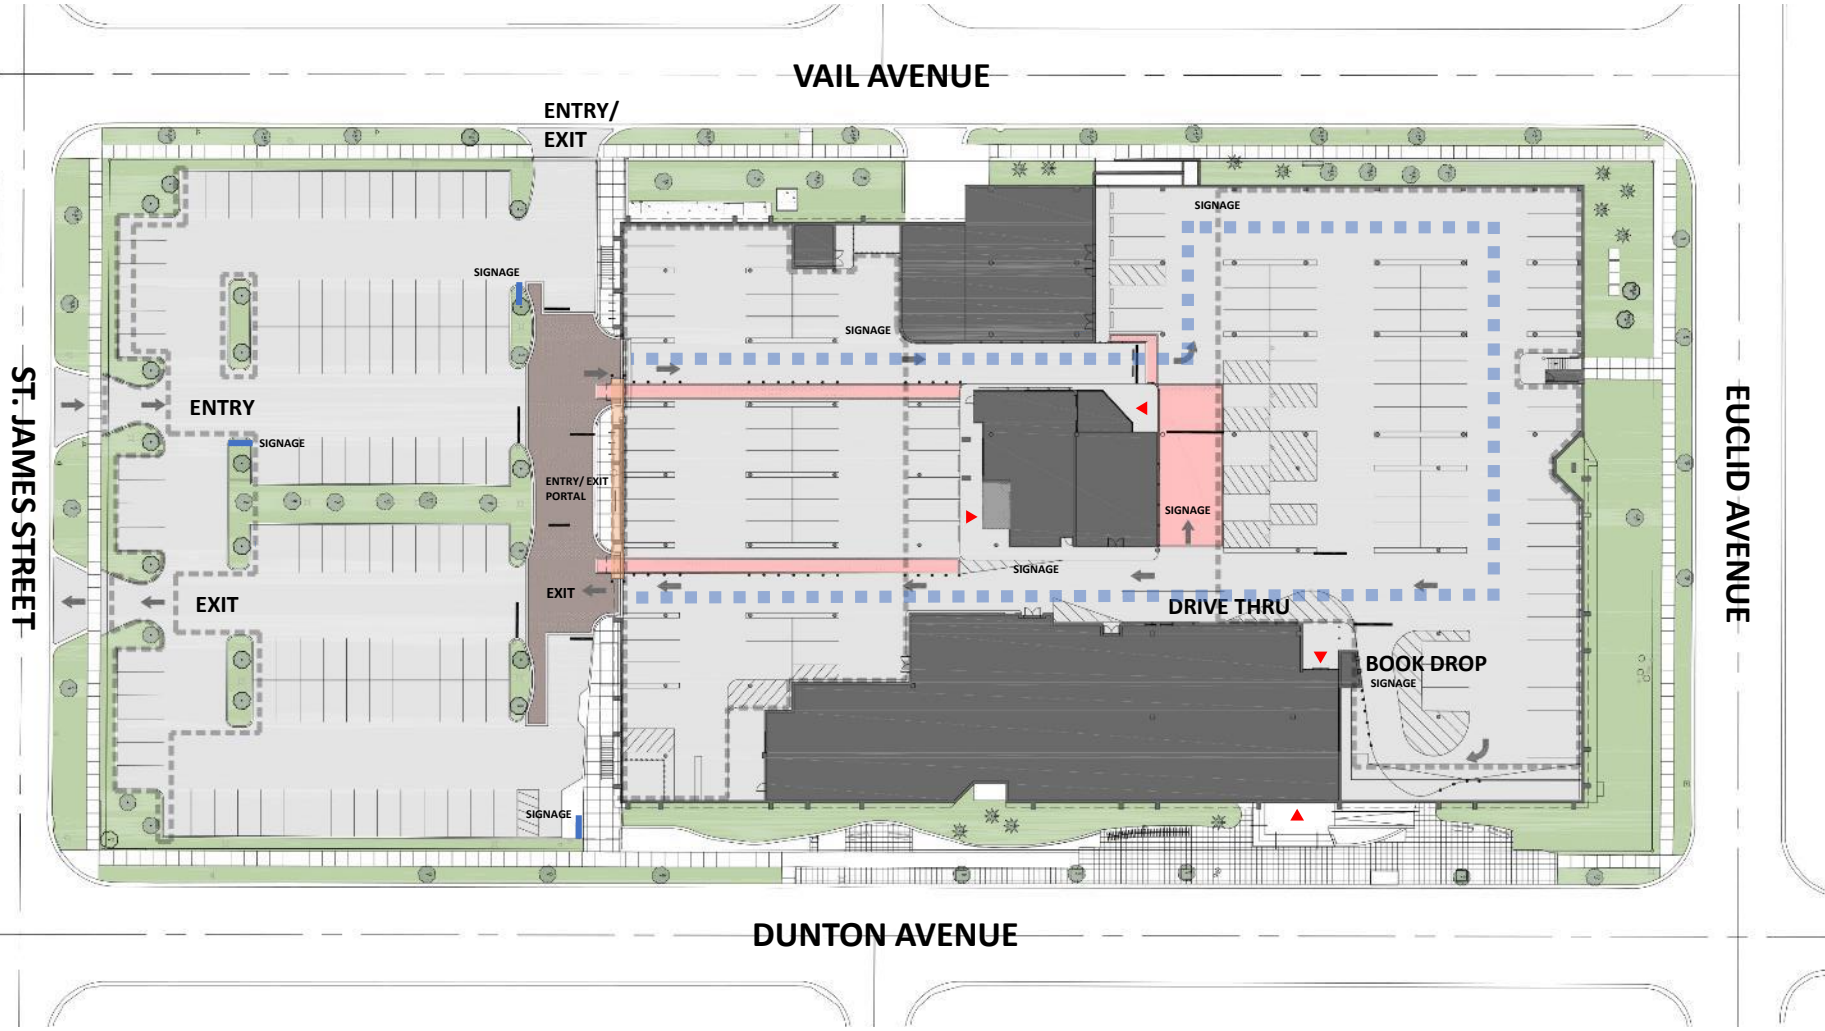 VAIL AVENUE
ENTRY/
EXIT
SIGNAGE
SIGNAGE
SIGNAGE
ST. JAMES STREET
ENTRY
SIGNAGE
EUCLID AVENUE
ENTRY/ EXIT
PORTAL
SIGNAGE
SIGNAGE
EXIT
EXIT
DRIVE THRU
BOOK DROP
SIGNAGE
SIGNAGE
DUNTON AVENUE